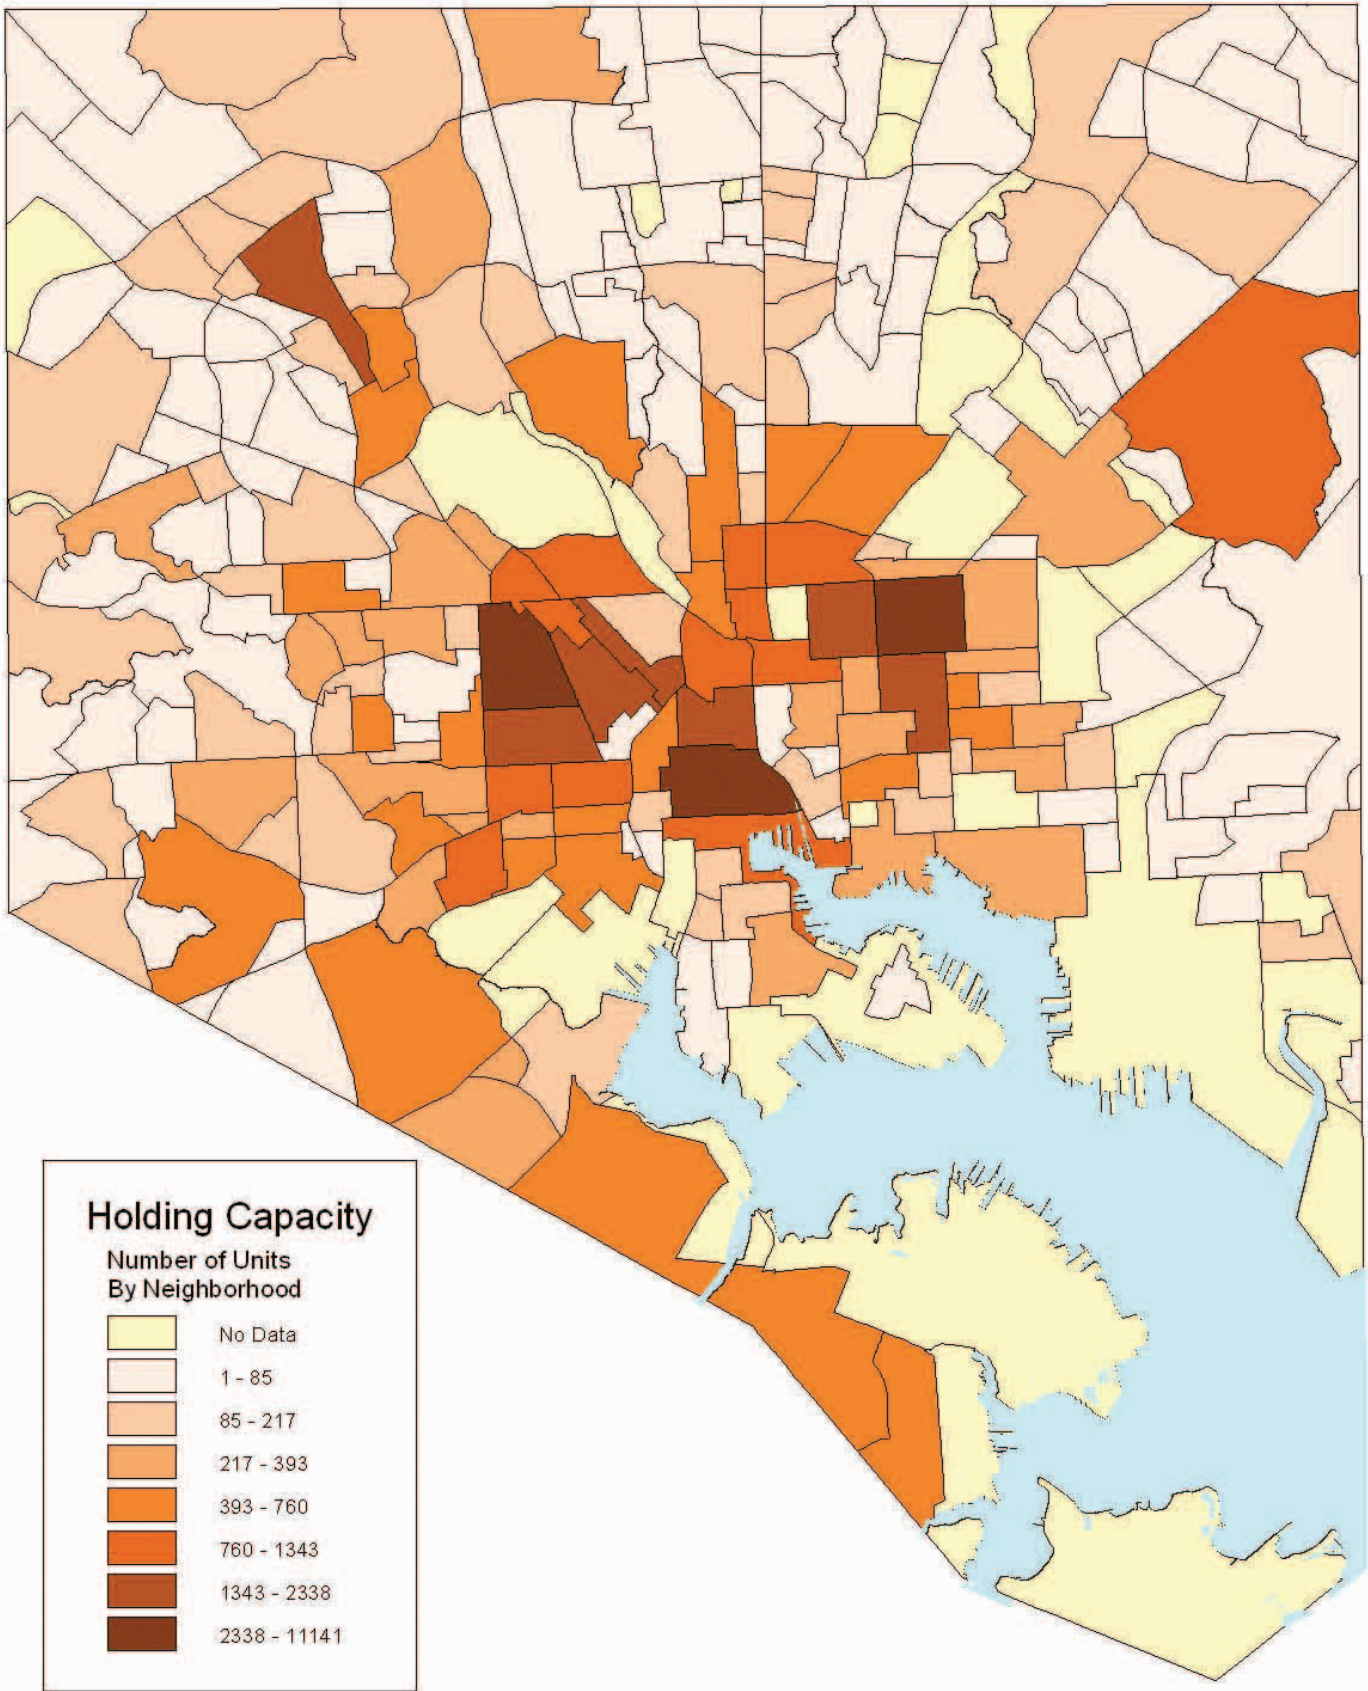 Holding Capacity
Number of Units
By Neighborhood
No Data
1 - 85
85 - 217
217 - 393
393 - 760
760 - 1343
1343 - 2338
2338 - 11141